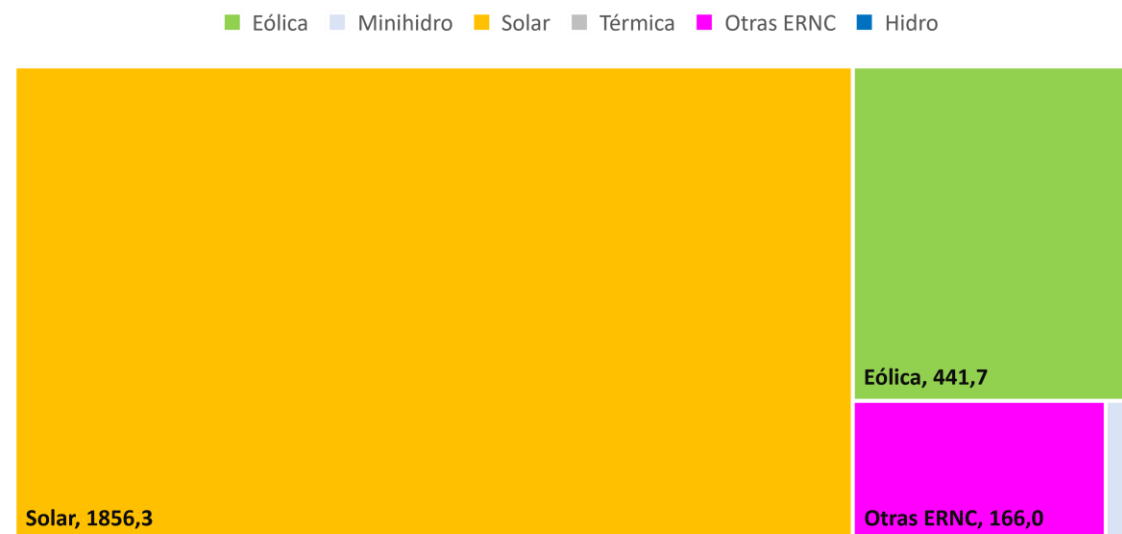 Eólica Minihidro Solar Térmica Otras ERNC Hidro
Eólica, 441,7
Solar, 1856,3
Otras ERNC, 166,0